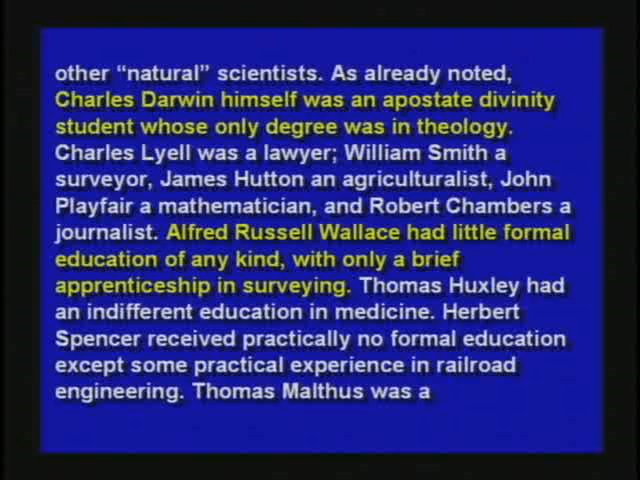 other “natural” scientists. As already noted,
Charles Darwin himself was an apostate divinity
student whose only degree was in theology.
Charles Lyell was a lawyer; William Smith a
surveyor, James Hutton an agriculturalist, John
Playfair a mathematician, and Robert Chambers a
journalist. Alfred Russell Wallace had little formal
education of any kind, with only a brief
apprenticeship in surveying. Thomas Huxley had
an indifferent education in medicine. Herbert
Spencer received practically no formal education
except some practical experience in railroad
engineering. Thomas Malthus was a